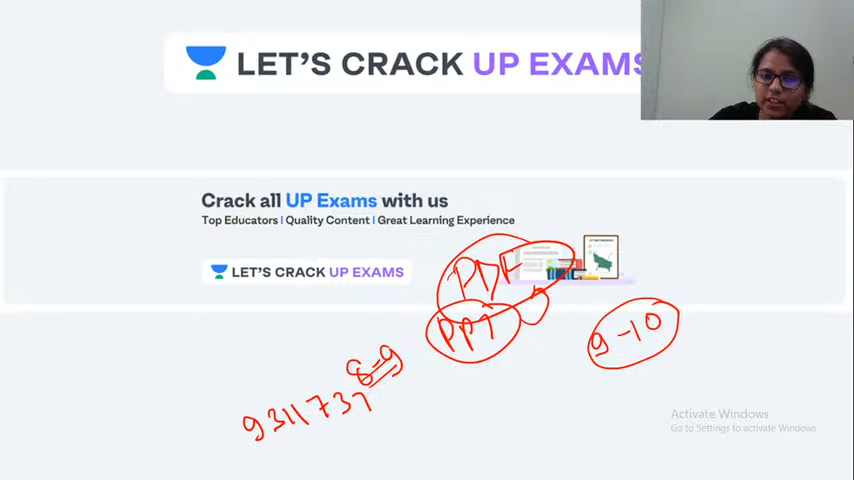 LET'S CRACK UP EXAMS
Crack all UP Exams with us
Top Educators | Quality Content | Great Learning Experience
LET'S CRACK UP EXAMS
PDF
PPT
9-10
8-9
9311737
Activate Windows
Go to Settings to activate Windows.